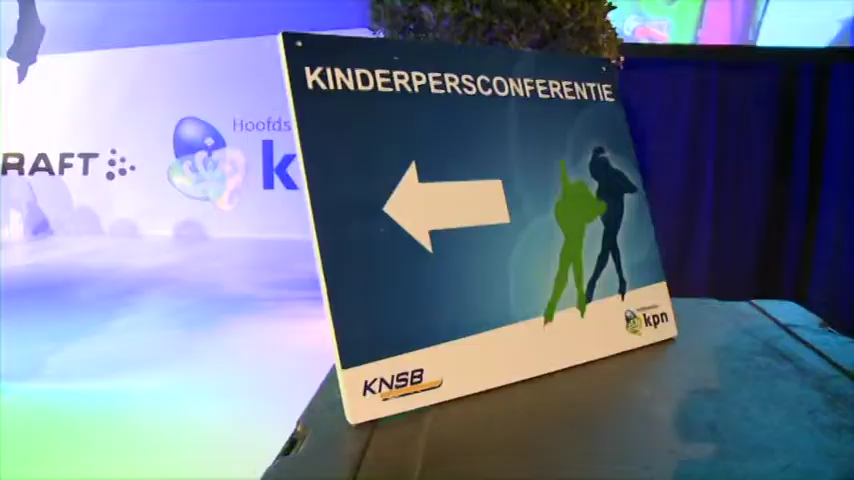 KINDERPERSCONFERENTIE
RAFT
Hoofds
k
KNSB
kpn